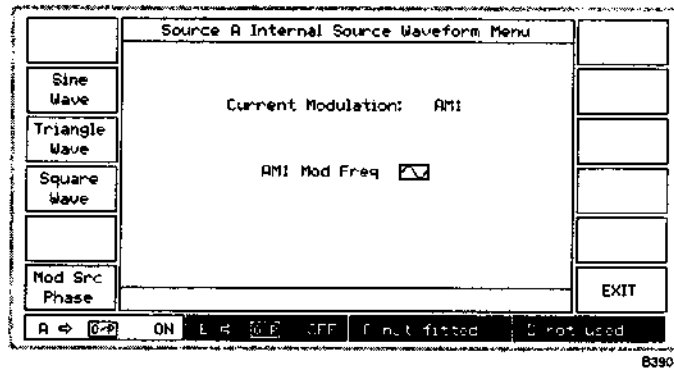 Source A Internal Source Waveform Menu
Sine
Wave
Current Modulation: AM1
Triangle
Wave
AM1 Mod Freq
Square
Wave
Mod Src
Phase
EXIT
A ⇨ O/P ON B ⇨ O/P OFF C not fitted D not used
B390